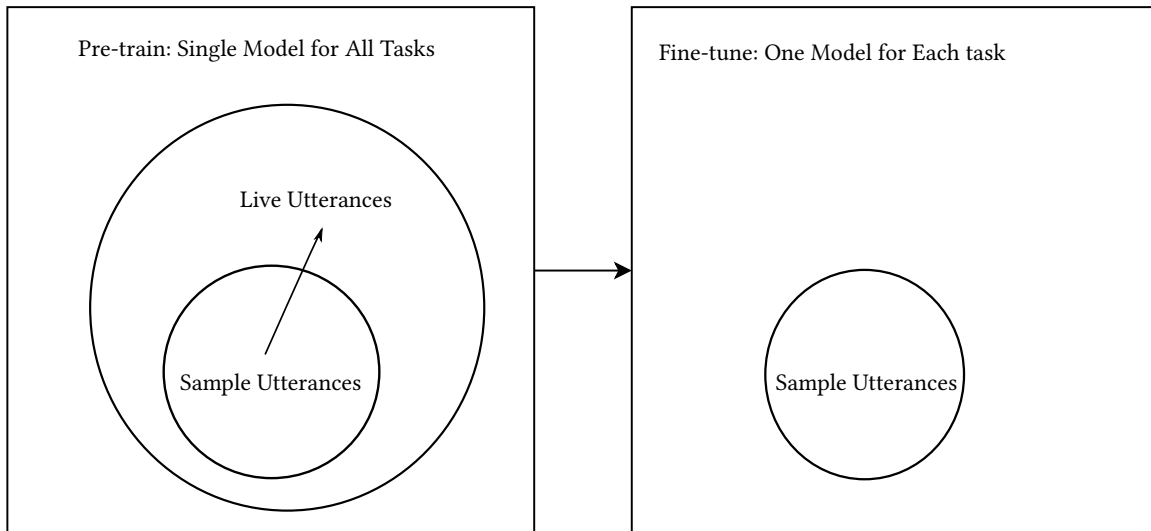 Pre-train: Single Model for All Tasks
Live Utterances
Sample Utterances
Fine-tune: One Model for Each task
Sample Utterances